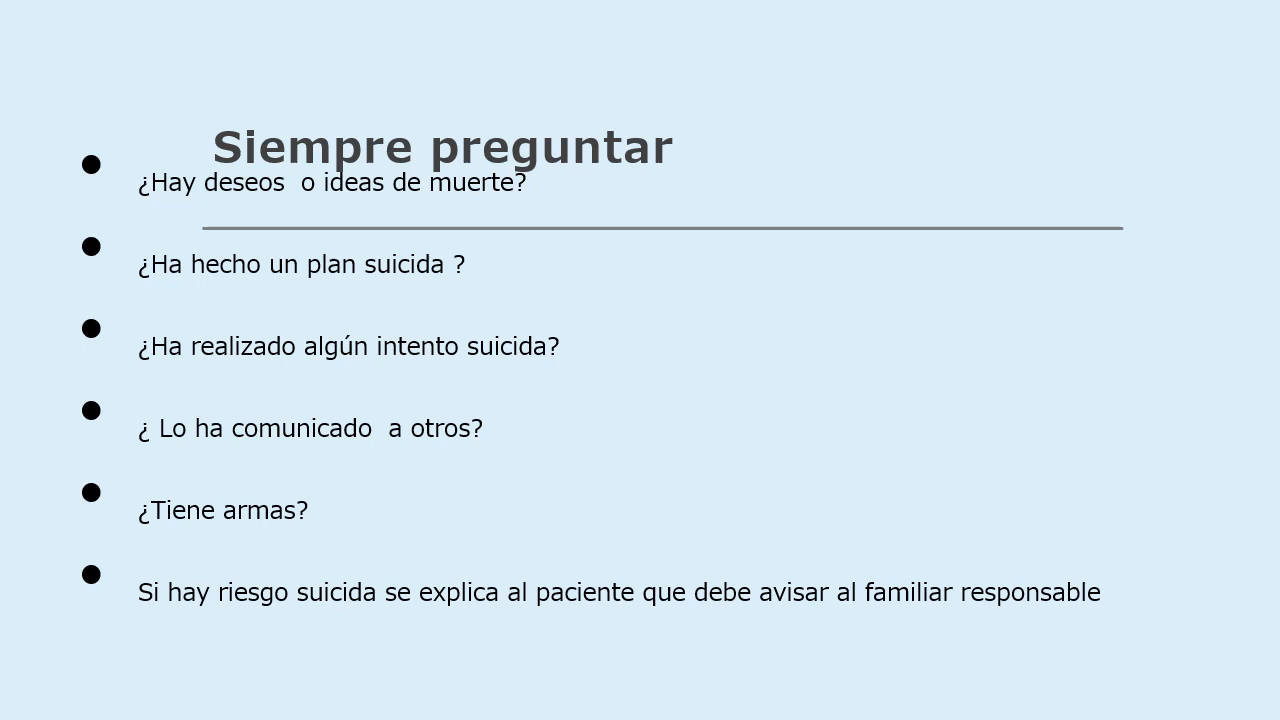 Siempre preguntar
¿Hay deseos  o ideas de muerte?
¿Ha hecho un plan suicida ?
¿Ha realizado algún intento suicida?
¿ Lo ha comunicado  a otros?
¿Tiene armas?
Si hay riesgo suicida se explica al paciente que debe avisar al familiar responsable